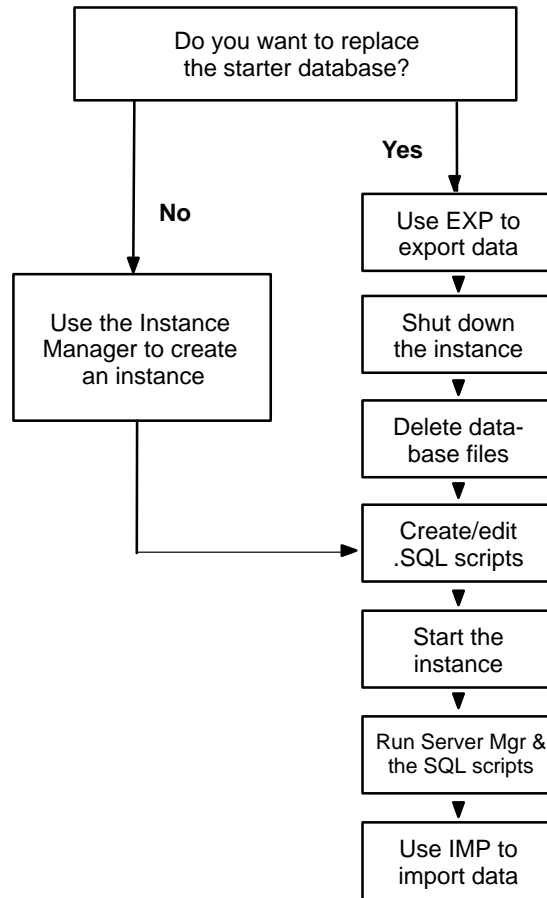 Do you want to replace
the starter database?
Yes
No
Use EXP to
export data
Use the Instance
Manager to create
an instance
Shut down
the instance
Delete data-
base files
Create/edit
.SQL scripts
Start the
instance
Run Server Mgr &
the SQL scripts
Use IMP to
import data